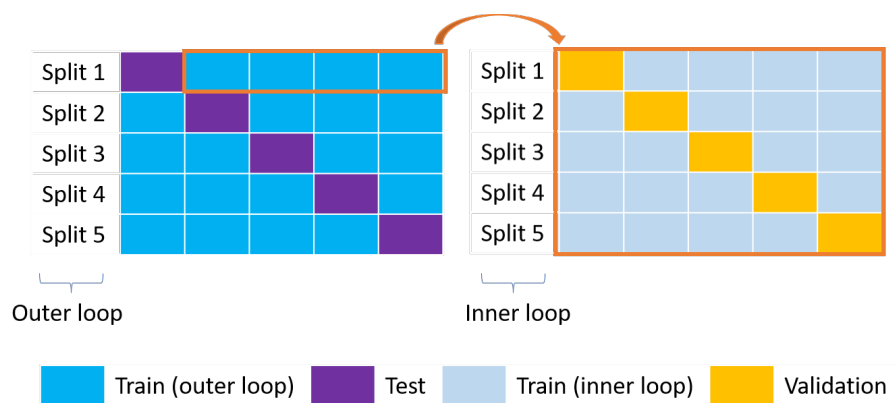 Split 1
Split 2
Split 3
Split 4
Split 5
Outer loop
Split 1
Split 2
Split 3
Split 4
Split 5
Inner loop
Train (outer loop) Test Train (inner loop) Validation